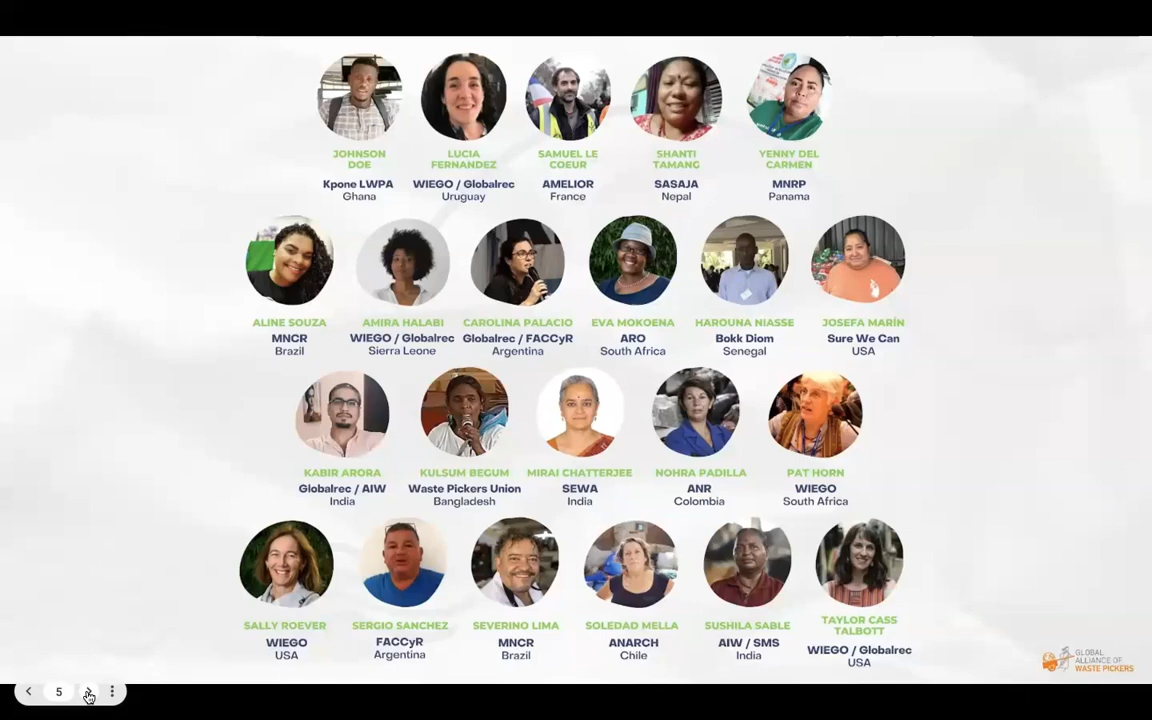 JOHNSON
DOE
Kpone LWPA
Ghana
LUCIA
FERNANDEZ
WIEGO / Globalrec
Uruguay
SAMUEL LE
COEUR
AMELIOR
France
SHANTI
TAMANG
SASAJA
Nepal
YENNY DEL
CARMEN
MNRP
Panama
ALINE SOUZA
MNCR
Brazil
AMIRA HALABI
WIEGO / Globalrec
Sierra Leone
CAROLINA PALACIO
Globalrec / FACCyR
Argentina
EVA MOKOENA
ARO
South Africa
HAROUNA NIASSE
Bokk Diom
Senegal
JOSEFA MARÍN
Sure We Can
USA
KABIR ARORA
Globalrec / AIW
India
KULSUM BEGUM
Waste Pickers Union
Bangladesh
MIRAI CHATTERJEE
SEWA
India
NOHRA PADILLA
ANR
Colombia
PAT HORN
WIEGO
South Africa
SALLY ROEVER
WIEGO
USA
SERGIO SANCHEZ
FACCyR
Argentina
SEVERINO LIMA
MNCR
Brazil
SOLEDAD MELLA
ANARCH
Chile
SUSHILA SABLE
AIW / SMS
India
TAYLOR CASS
TALBOTT
WIEGO / Globalrec
USA
GLOBAL
ALLIANCE OF
WASTE PICKERS
5